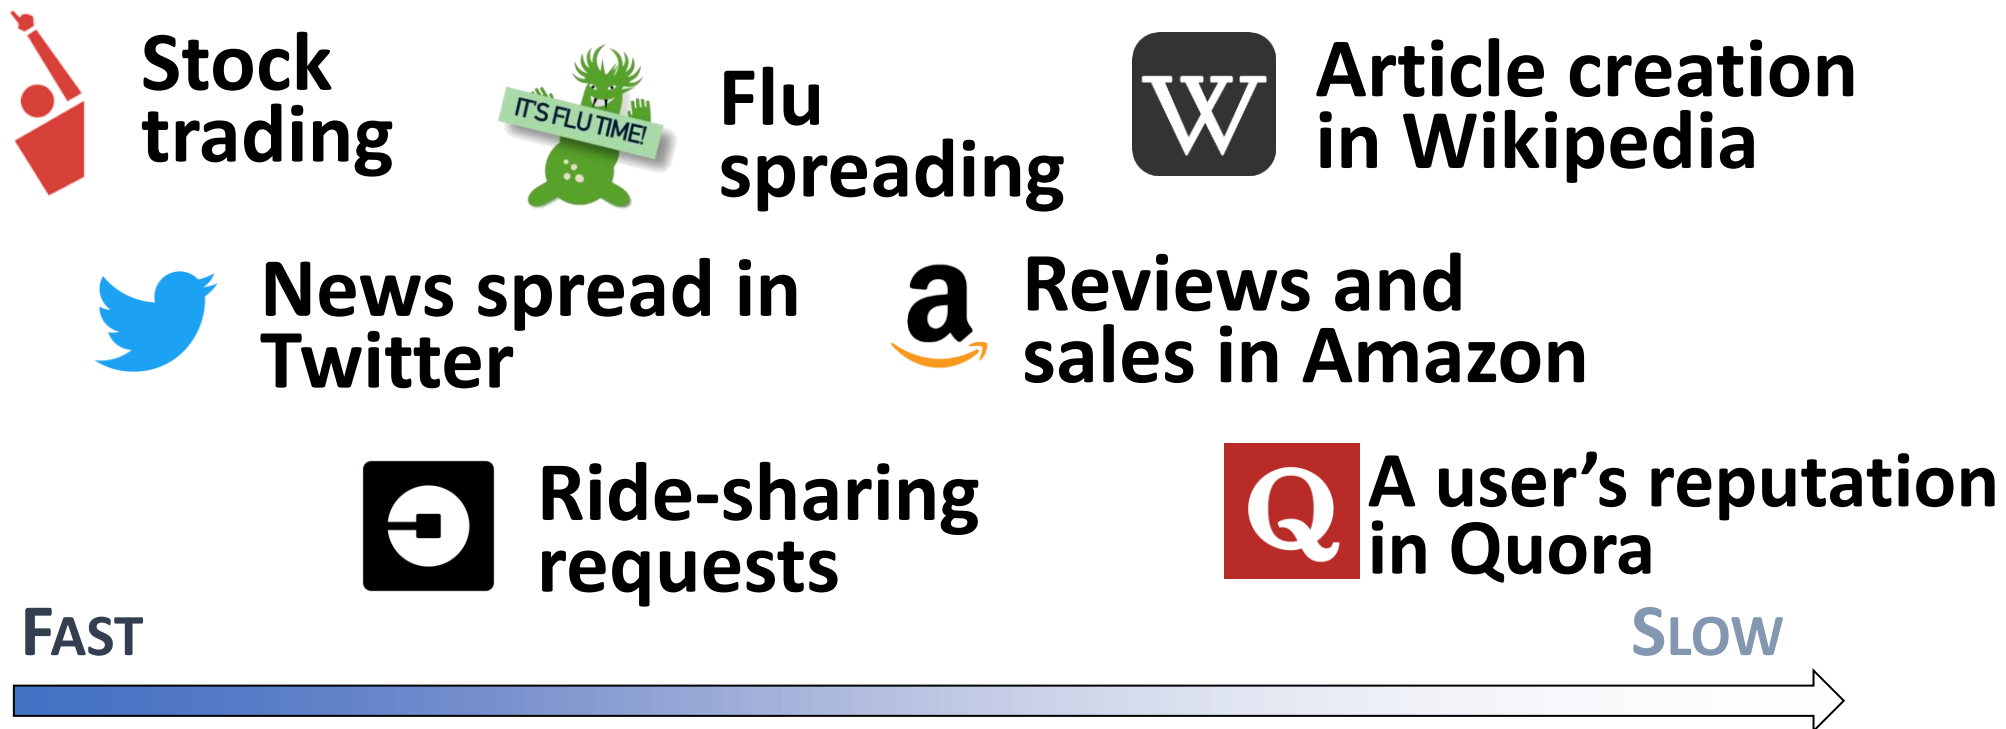 Stock
trading
IT'S FLU TIME!
Flu
spreading
W
Article creation
in Wikipedia
News spread in
Twitter
a
Reviews and
sales in Amazon
Ride-sharing
requests
Q
A user’s reputation
in Quora
FAST
SLOW